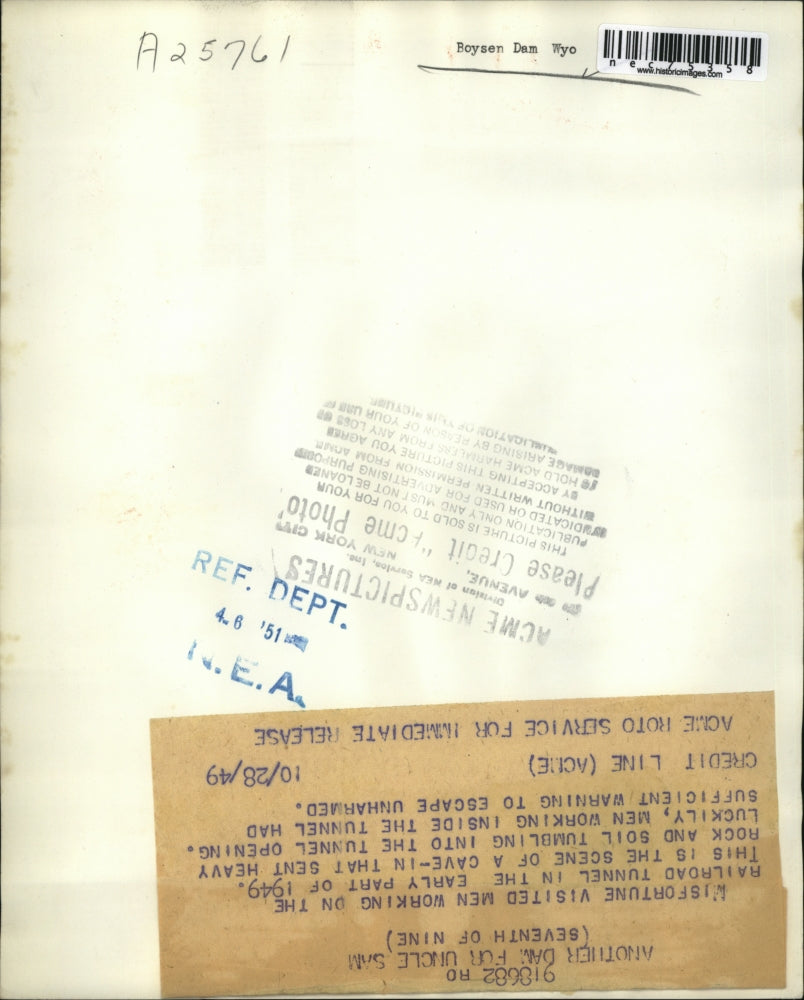 A25761
Boysen Dam Wyo
nec75358
www.historicimages.com
ACME NEWSPICTURES
Division of NEA Service, Inc.
AVENUE, NEW YORK CITY
Please Credit "Acme Photo"
THIS PICTURE IS SOLD TO YOU FOR YOUR
PUBLICATION ONLY AND MUST NOT BE LOANED
SYNDICATED OR USED FOR ADVERTISING PURPOSES
WITHOUT WRITTEN PERMISSION FROM ACME
BY ACCEPTING THIS PICTURE YOU AGREE
TO HOLD ACME HARMLESS FROM ANY LOSS OR
DAMAGE ARISING BY REASON OF YOUR USE OR
PUBLICATION OF THIS PICTURE
REF. DEPT.
4-6 '51
N.E.A.
918682 RO
ANOTHER DAM FOR UNCLE SAM
(SEVENTH OF NINE)
MISFORTUNE VISITED MEN WORKING ON THE
RAILROAD TUNNEL IN THE EARLY PART OF 1949.
THIS IS THE SCENE OF A CAVE-IN THAT SENT HEAVY
ROCK AND SOIL TUMBLING INTO THE TUNNEL OPENING.
LUCKILY, MEN WORKING INSIDE THE TUNNEL HAD
SUFFICIENT WARNING TO ESCAPE UNHARMED.
CREDIT LINE (ACME) 10/28/49
ACME ROTO SERVICE FOR IMMEDIATE RELEASE